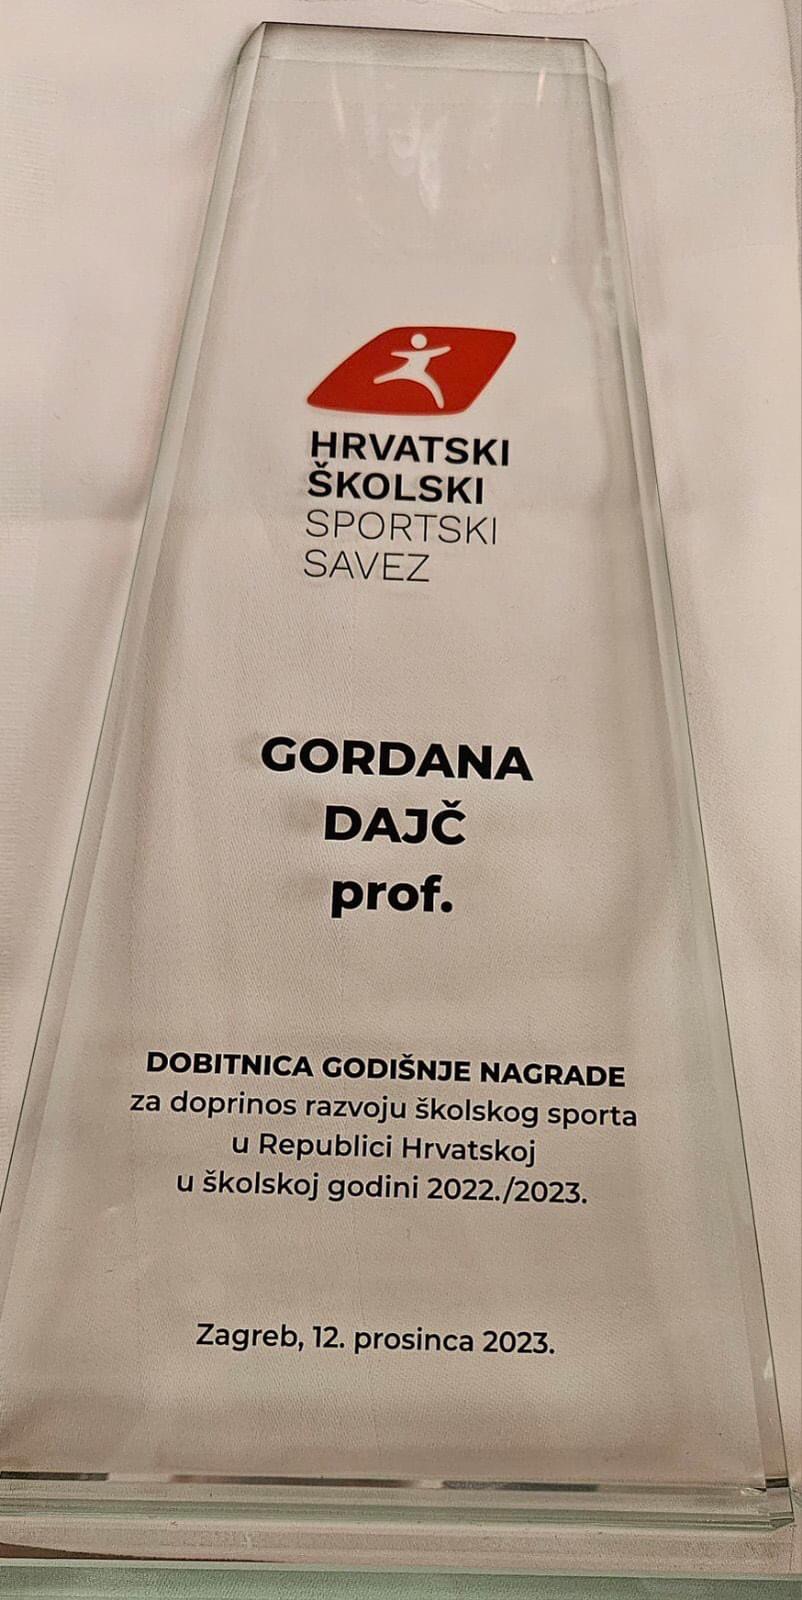 HRVATSKI
ŠKOLSKI
SPORTSKI
SAVEZ
GORDANA
DAJČ
prof.
DOBITNICA GODIŠNJE NAGRADE
za doprinos razvoju školskog sporta
u Republici Hrvatskoj
u školskoj godini 2022./2023.
Zagreb, 12. prosinca 2023.